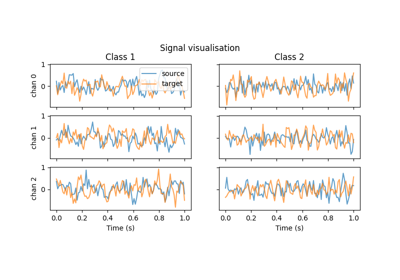 Signal visualisation
Class 1
Class 2
source
target
chan 0
1
0
chan 1
1
0
chan 2
1
0
0.0 0.2 0.4 0.6 0.8 1.0
0.0 0.2 0.4 0.6 0.8 1.0
Time (s)
Time (s)